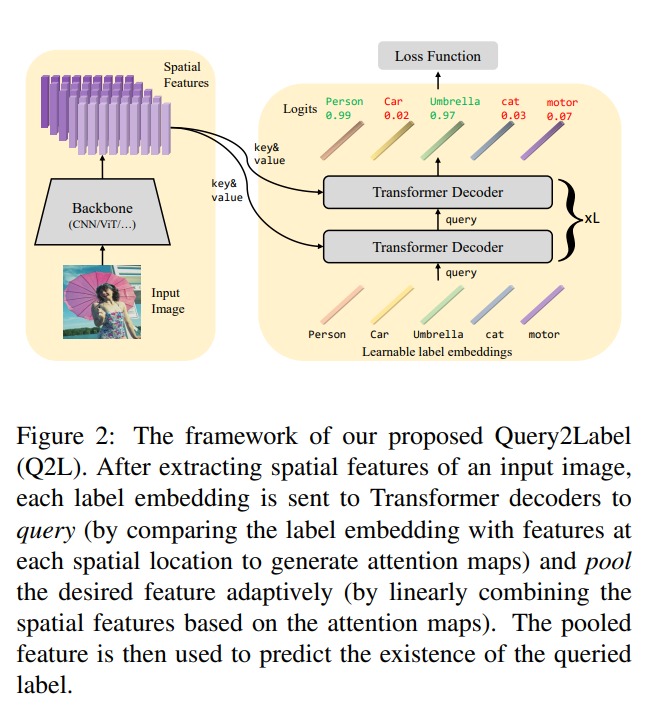 Loss Function
Spatial
Features
Logits
Person Car Umbrella cat motor
0.99 0.02 0.97 0.03 0.07
key&
value
key&
value
Transformer Decoder
query
xL
Transformer Decoder
query
Backbone
(CNN/ViT/…)
Input
Image
Person Car Umbrella cat motor
Learnable label embeddings
Figure 2: The framework of our proposed Query2Label
(Q2L). After extracting spatial features of an input image,
each label embedding is sent to Transformer decoders to
query (by comparing the label embedding with features at
each spatial location to generate attention maps) and pool
the desired feature adaptively (by linearly combining the
spatial features based on the attention maps). The pooled
feature is then used to predict the existence of the queried
label.